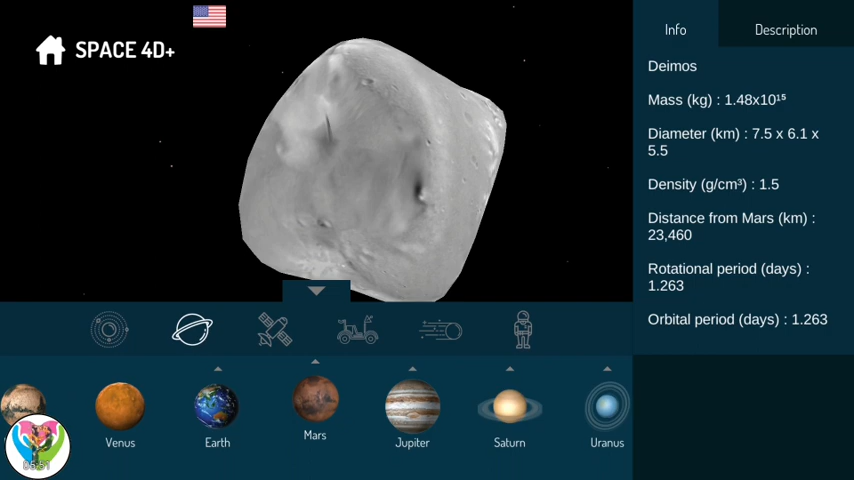 SPACE 4D+
Info
Description
Deimos
Mass (kg) : 1.48x10¹⁵
Diameter (km) : 7.5 x 6.1 x
5.5
Density (g/cm³) : 1.5
Distance from Mars (km) :
23,460
Rotational period (days) :
1.263
Orbital period (days) : 1.263
Venus
Earth
Mars
Jupiter
Saturn
Uranus